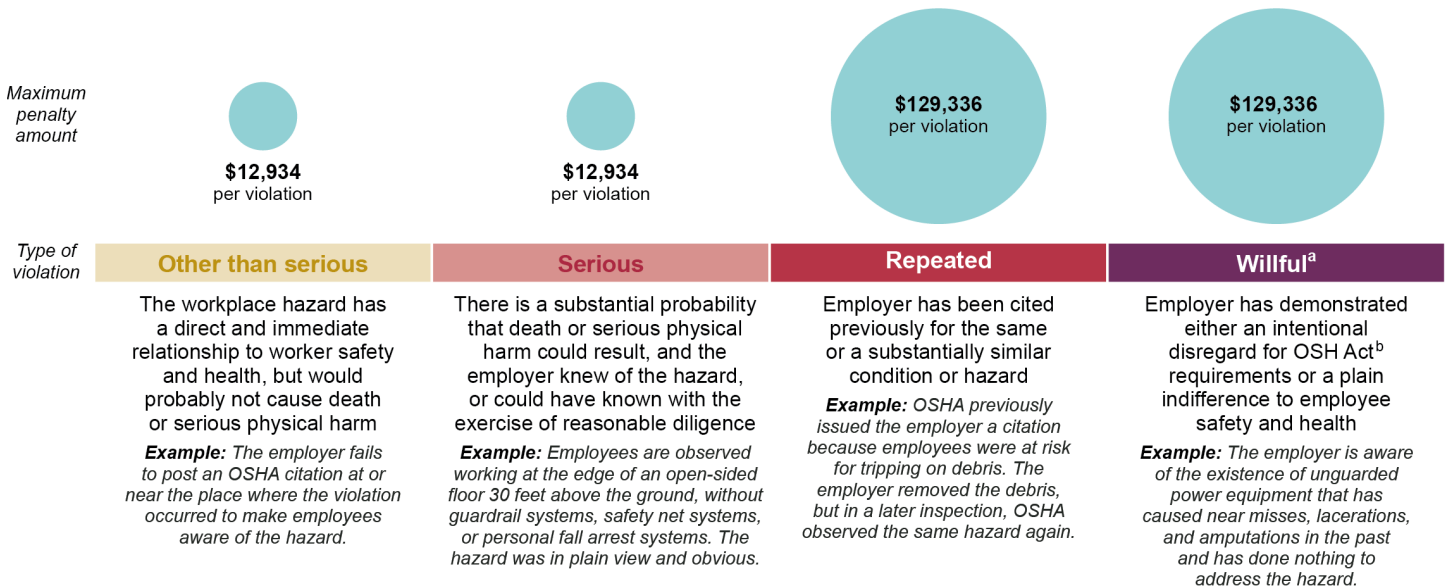 Maximum
penalty
amount
$12,934
per violation
$12,934
per violation
$129,336
per violation
$129,336
per violation
Type of
violation
Other than serious
Serious
Repeated
Willfulᵃ
The workplace hazard has
a direct and immediate
relationship to worker safety
and health, but would
probably not cause death
or serious physical harm
Example: The employer fails
to post an OSHA citation at or
near the place where the violation
occurred to make employees
aware of the hazard.
There is a substantial probability
that death or serious physical
harm could result, and the
employer knew of the hazard,
or could have known with the
exercise of reasonable diligence
Example: Employees are observed
working at the edge of an open-sided
floor 30 feet above the ground, without
guardrail systems, safety net systems,
or personal fall arrest systems. The
hazard was in plain view and obvious.
Employer has been cited
previously for the same
or a substantially similar
condition or hazard
Example: OSHA previously
issued the employer a citation
because employees were at risk
for tripping on debris. The
employer removed the debris,
but in a later inspection, OSHA
observed the same hazard again.
Employer has demonstrated
either an intentional
disregard for OSH Actᵇ
requirements or a plain
indifference to employee
safety and health
Example: The employer is aware
of the existence of unguarded
power equipment that has
caused near misses, lacerations,
and amputations in the past
and has done nothing to
address the hazard.